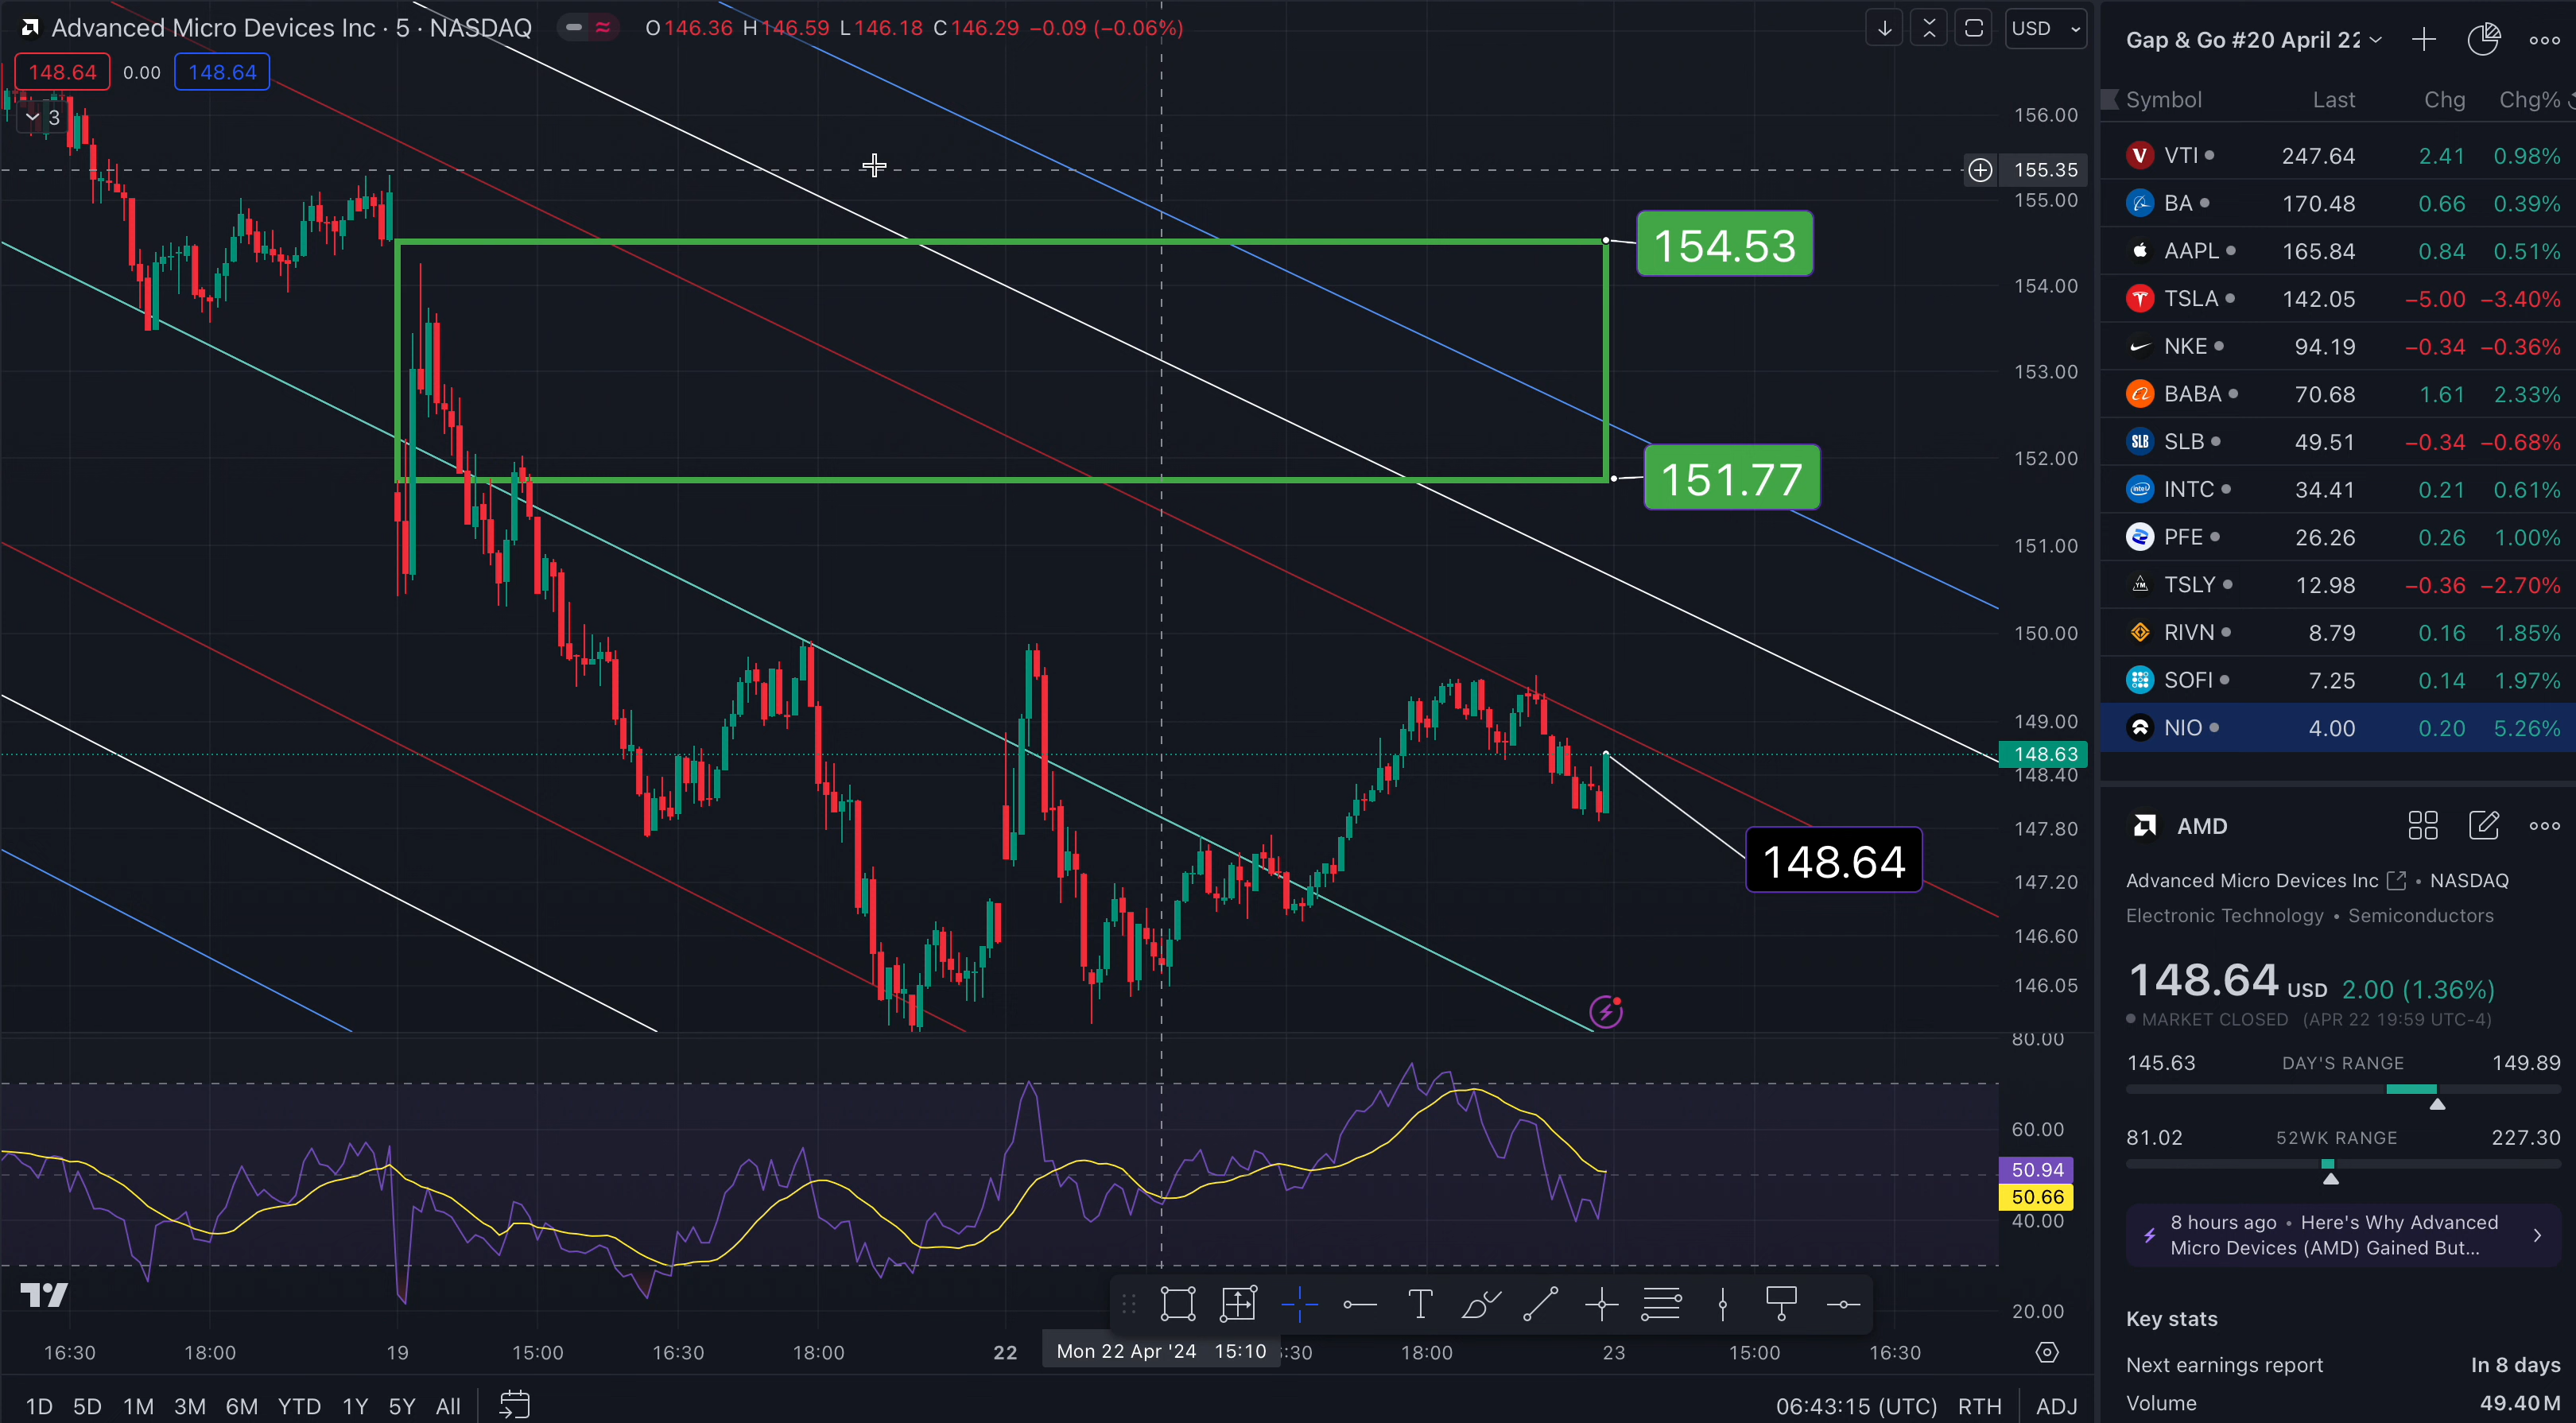 Advanced Micro Devices Inc · 5 · NASDAQ O146.36 H146.59 L146.18 C146.29 −0.09 (−0.06%)
148.64 0.00 148.64
3
USD
156.00
155.35
155.00
154.00
153.00
152.00
151.00
150.00
149.00
148.63
148.40
147.80
147.20
146.60
146.05
154.53
151.77
148.64
80.00
60.00
50.94
50.66
40.00
20.00
16:30 18:00 19 15:00 16:30 18:00 22 Mon 22 Apr '24 15:10 :30 18:00 23 15:00 16:30
1D 5D 1M 3M 6M YTD 1Y 5Y All
06:43:15 (UTC) RTH ADJ
Gap & Go #20 April 22
Symbol Last Chg Chg%
VTI 247.64 2.41 0.98%
BA 170.48 0.66 0.39%
AAPL 165.84 0.84 0.51%
TSLA 142.05 −5.00 −3.40%
NKE 94.19 −0.34 −0.36%
BABA 70.68 1.61 2.33%
SLB SLB 49.51 −0.34 −0.68%
intel INTC 34.41 0.21 0.61%
PFE 26.26 0.26 1.00%
YM TSLY 12.98 −0.36 −2.70%
RIVN 8.79 0.16 1.85%
SOFI 7.25 0.14 1.97%
NIO 4.00 0.20 5.26%
AMD
Advanced Micro Devices Inc • NASDAQ
Electronic Technology • Semiconductors
148.64 USD 2.00 (1.36%)
MARKET CLOSED (APR 22 19:59 UTC-4)
145.63 DAY'S RANGE 149.89
81.02 52WK RANGE 227.30
8 hours ago • Here's Why Advanced
Micro Devices (AMD) Gained But...
Key stats
Next earnings report In 8 days
Volume 49.40M